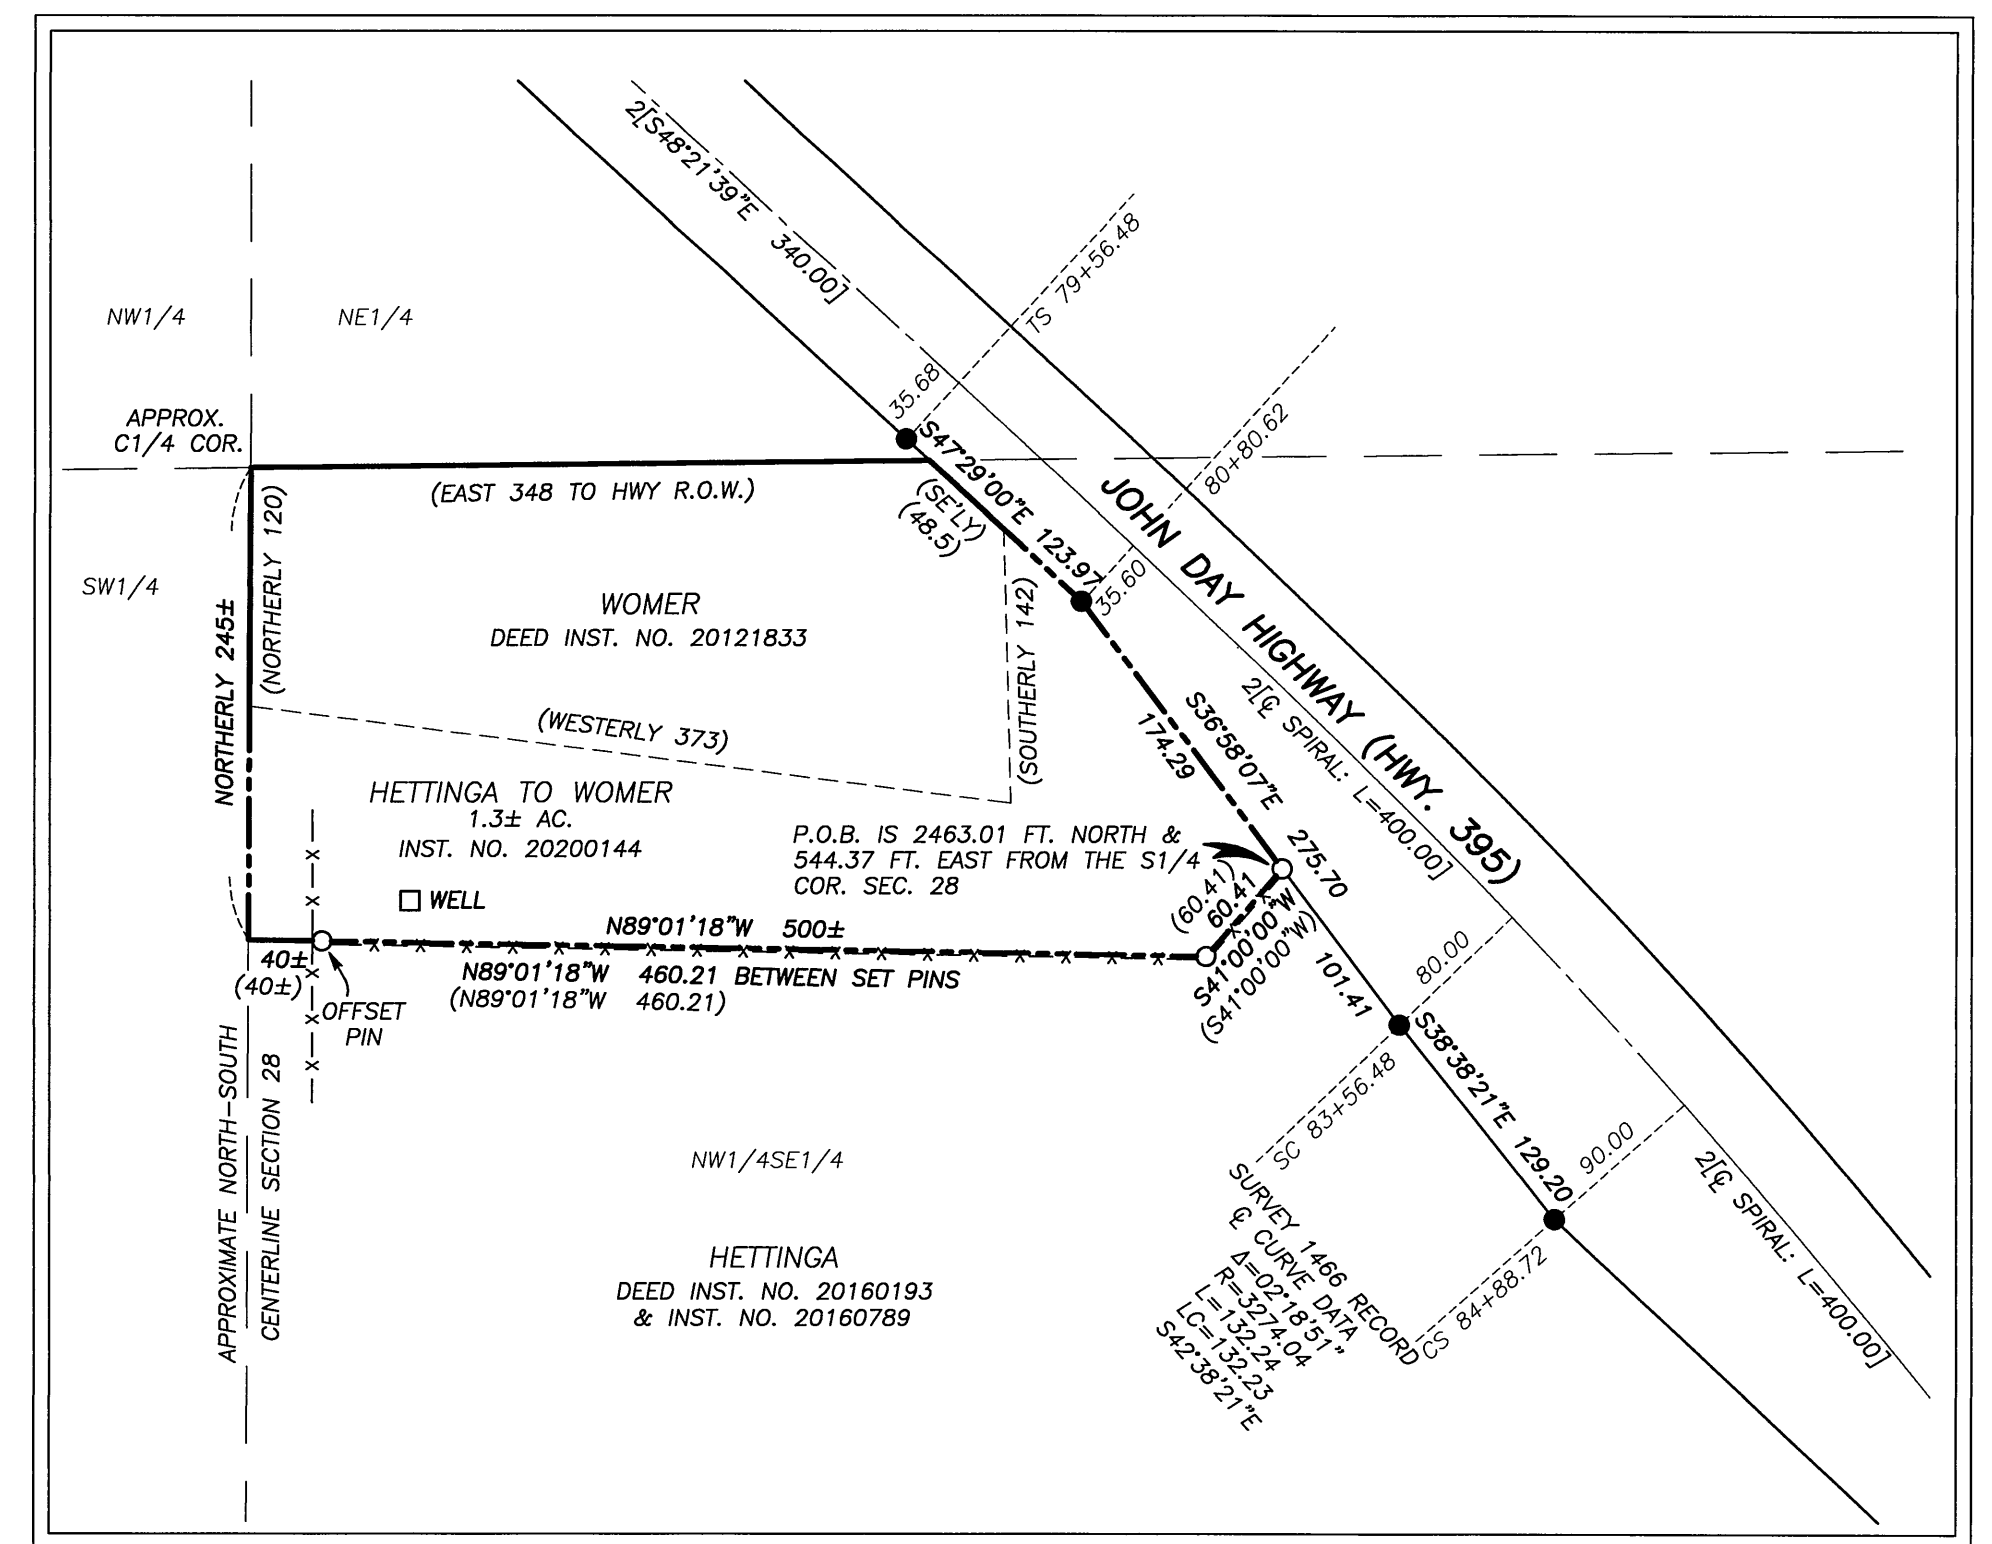 2[S48°21'39"E 340.00]
TS 79+56.48
NW1/4
NE1/4
35.68
80+80.62
APPROX.
C1/4 COR.
S47°29'00"E 123.97
(EAST 348 TO HWY R.O.W.)
(SE'LY)
(48.5)
JOHN DAY HIGHWAY (HWY. 395)
35.60
SW1/4
NORTHERLY 245±
(NORTHERLY 120)
WOMER
DEED INST. NO. 20121833
(SOUTHERLY 142)
(WESTERLY 373)
S36°58'07"E 275.70
174.29
2[℄ SPIRAL: L=400.00]
HETTINGA TO WOMER
1.3± AC.
INST. NO. 20200144
P.O.B. IS 2463.01 FT. NORTH &
544.37 FT. EAST FROM THE S1/4
COR. SEC. 28
WELL
(60.41)
60.41
S41°00'00"W
(S41°00'00"W)
N89°01'18"W 500±
40±
(40±)
N89°01'18"W 460.21 BETWEEN SET PINS
(N89°01'18"W 460.21)
OFFSET
PIN
101.41
80.00
S38°38'21"E 129.20
SC 83+56.48
90.00
APPROXIMATE NORTH-SOUTH
CENTERLINE SECTION 28
NW1/4SE1/4
2[℄ SPIRAL: L=400.00]
HETTINGA
DEED INST. NO. 20160193
& INST. NO. 20160789
SURVEY 1466 RECORD
℄ CURVE DATA
Δ=02°18'51"
R=3274.04
L=132.24
LC=132.23
S42°38'21"E
CS 84+88.72